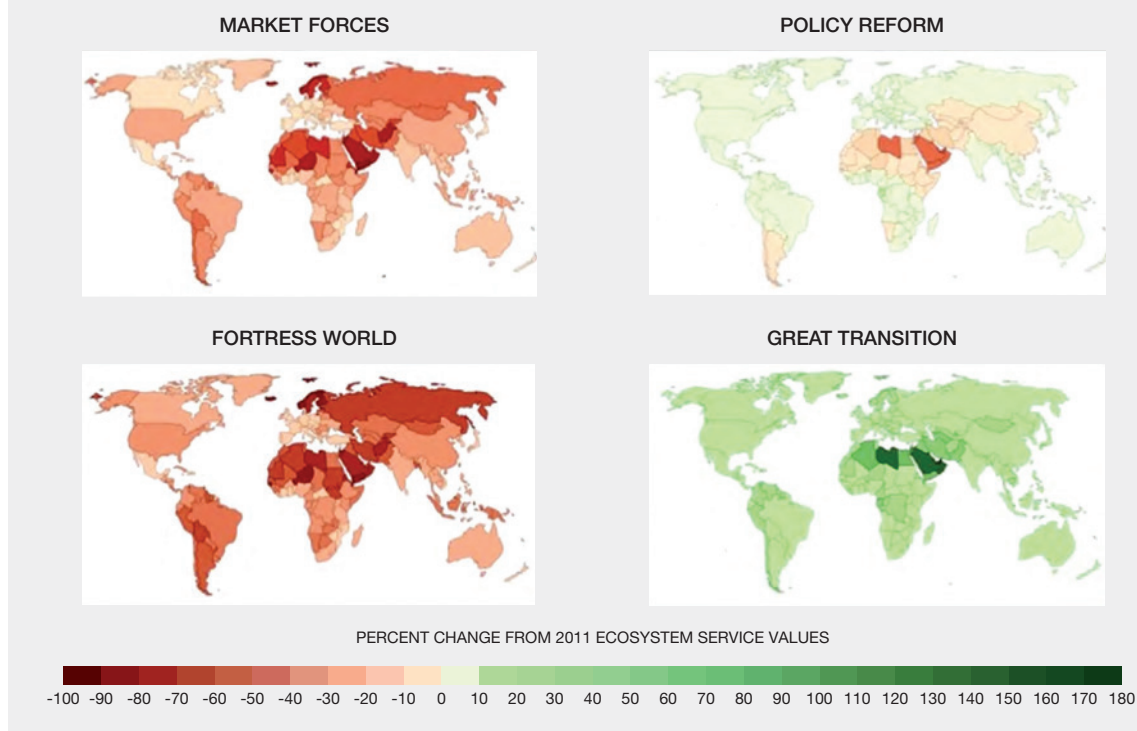 MARKET FORCES
POLICY REFORM
FORTRESS WORLD
GREAT TRANSITION
PERCENT CHANGE FROM 2011 ECOSYSTEM SERVICE VALUES
-100 -90 -80 -70 -60 -50 -40 -30 -20 -10 0 10 20 30 40 50 60 70 80 90 100 110 120 130 140 150 160 170 180